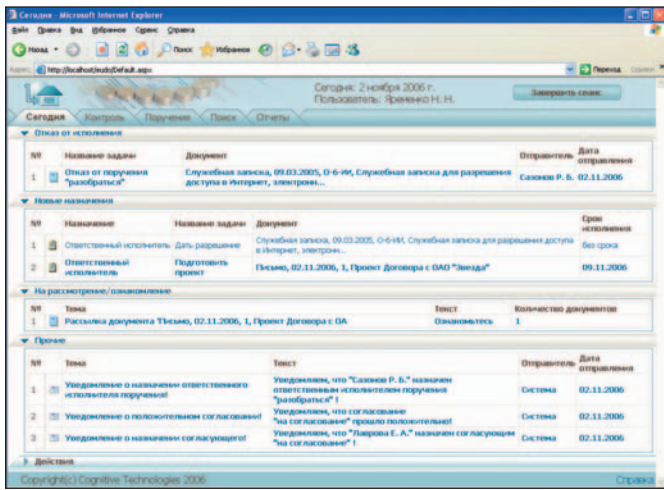 Сегодня - Microsoft Internet Explorer
Файл Правка Вид Избранное Сервис Справка
Назад Поиск Избранное
Адрес: http://localhost/eudo/Default.aspx Переход Ссылки
Сегодня: 2 ноября 2006 г.
Пользователь: Яременко Н. Н.
Завершить сеанс
Сегодня Контроль Поручения Поиск Отчеты
Отказ от исполнения
№ Название задачи Документ Отправитель Дата отправления
1 Отказ от поручения "разобраться" Служебная записка, 09.03.2005, О-6-ИИ, Служебная записка для разрешения доступа в Интернет, электронн... Сазонов Р. Б. 02.11.2006
Новые назначения
№ Назначение Название задачи Документ Срок исполнения
1 Ответственный исполнитель Дать разрешение Служебная записка, 09.03.2005, О-6-ИИ, Служебная записка для разрешения доступа в Интернет, электронн... без срока
2 Ответственный исполнитель Подготовить проект Письмо, 02.11.2006, 1, Проект Договора с ОАО "Звезда" 09.11.2006
На рассмотрение/ознакомление
№ Тема Текст Количество документов
1 Рассылка документа "Письмо, 02.11.2006, 1, Проект Договора с ОА Ознакомьтесь 1
Прочие
№ Тема Текст Отправитель Дата отправления
1 Уведомление о назначении ответственного исполнителя поручения! Уведомляем, что "Сазонов Р. Б." назначен ответственным исполнителем поручения "разобраться" ! Система 02.11.2006
2 Уведомление о положительном согласовании! Уведомляем, что согласование "на согласование" прошло положительно! Система 02.11.2006
3 Уведомление о назначении согласующего! Уведомляем, что "Лаврова Е. А." назначен согласующим "на согласование" ! Система 02.11.2006
Действия
Copyright(c) Cognitive Technologies 2006 Справка